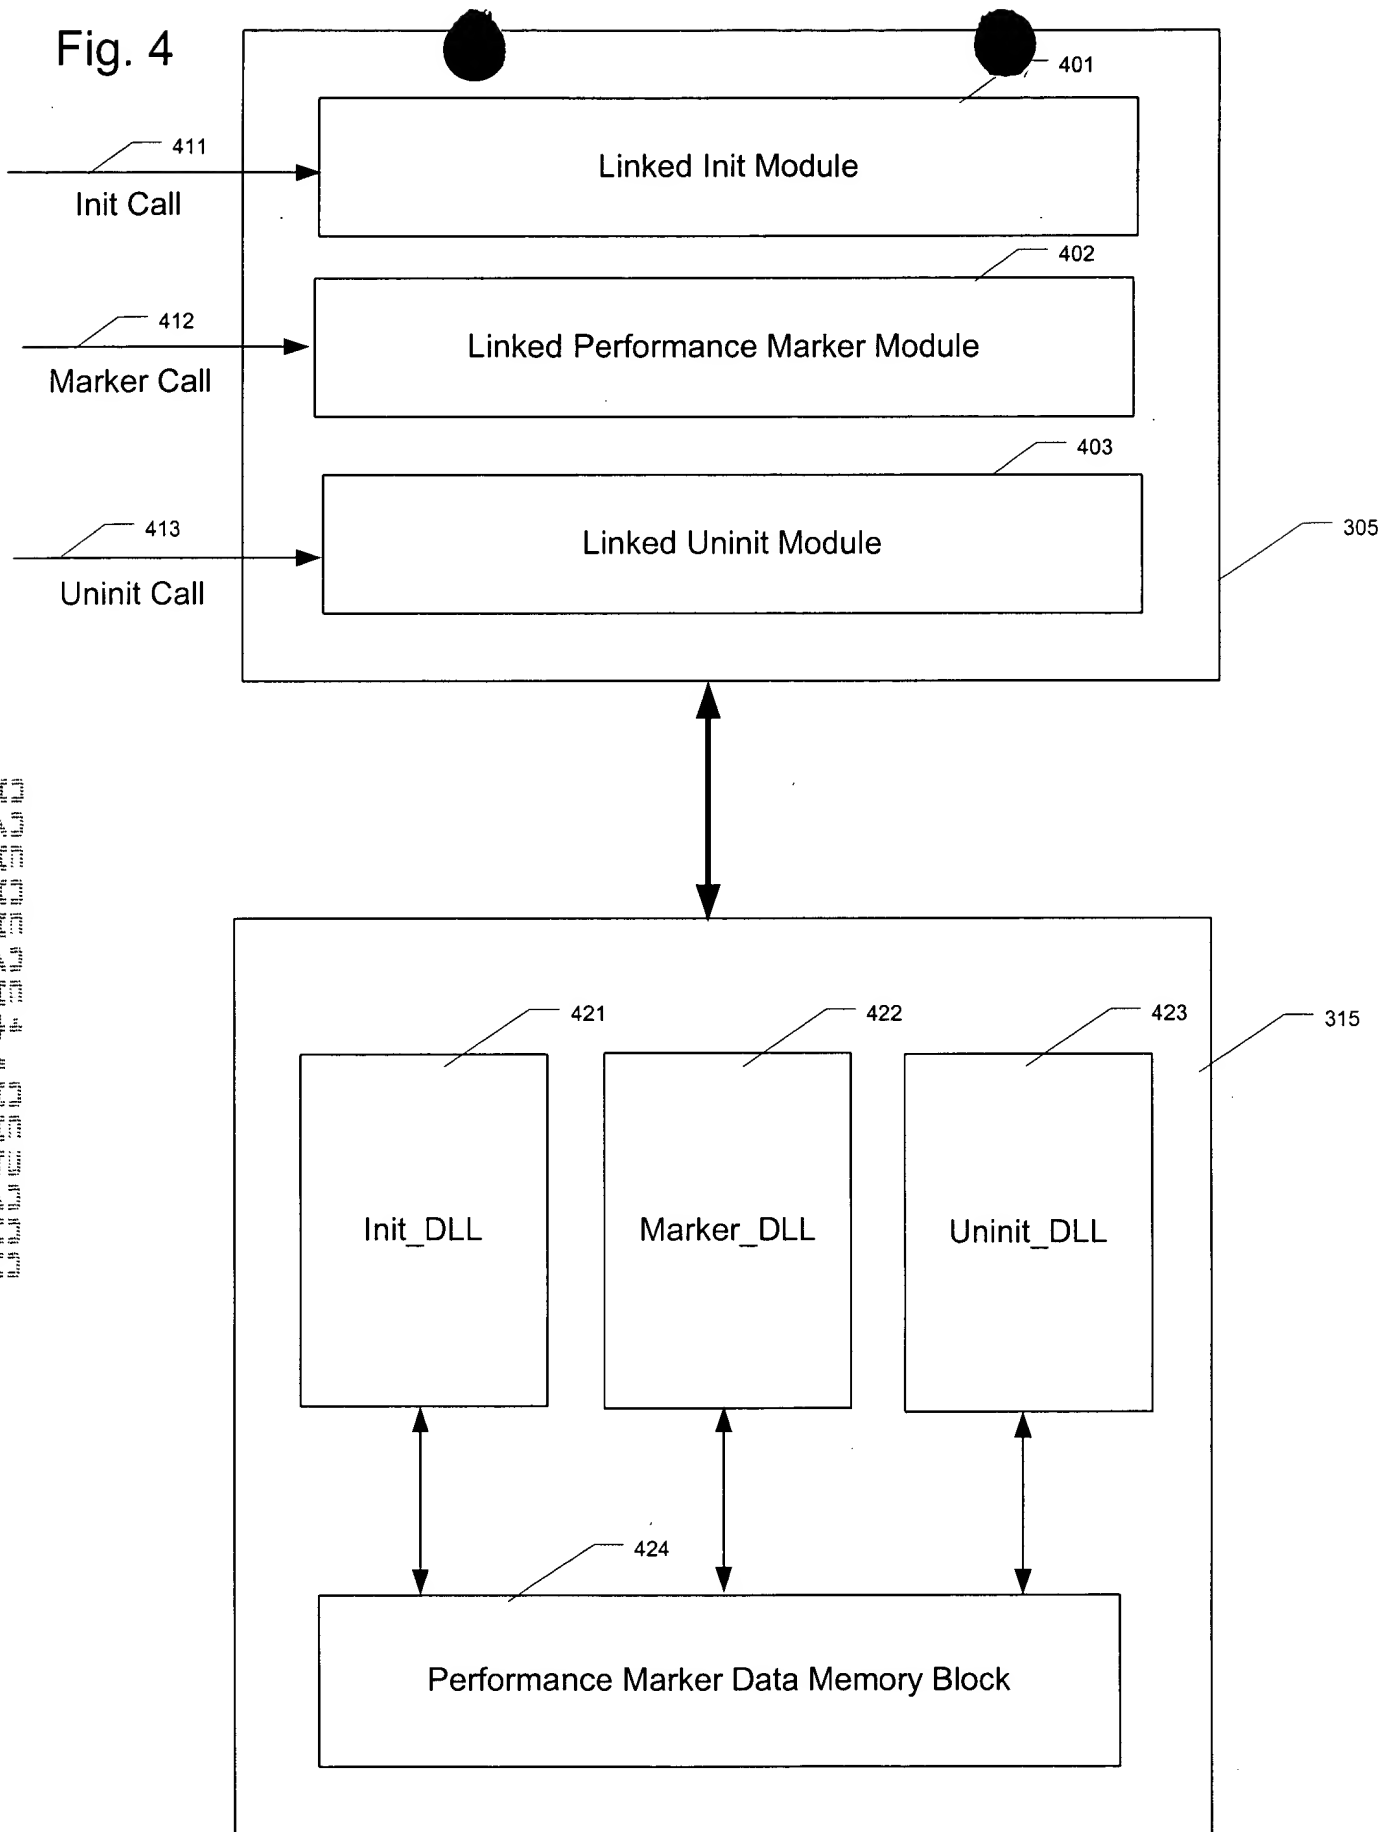 Fig. 4
401
411
Linked Init Module
Init Call
402
412
Linked Performance Marker Module
Marker Call
403
413
305
Linked Uninit Module
Uninit Call
421
422
423
315
Init_DLL
Marker_DLL
Uninit_DLL
424
Performance Marker Data Memory Block